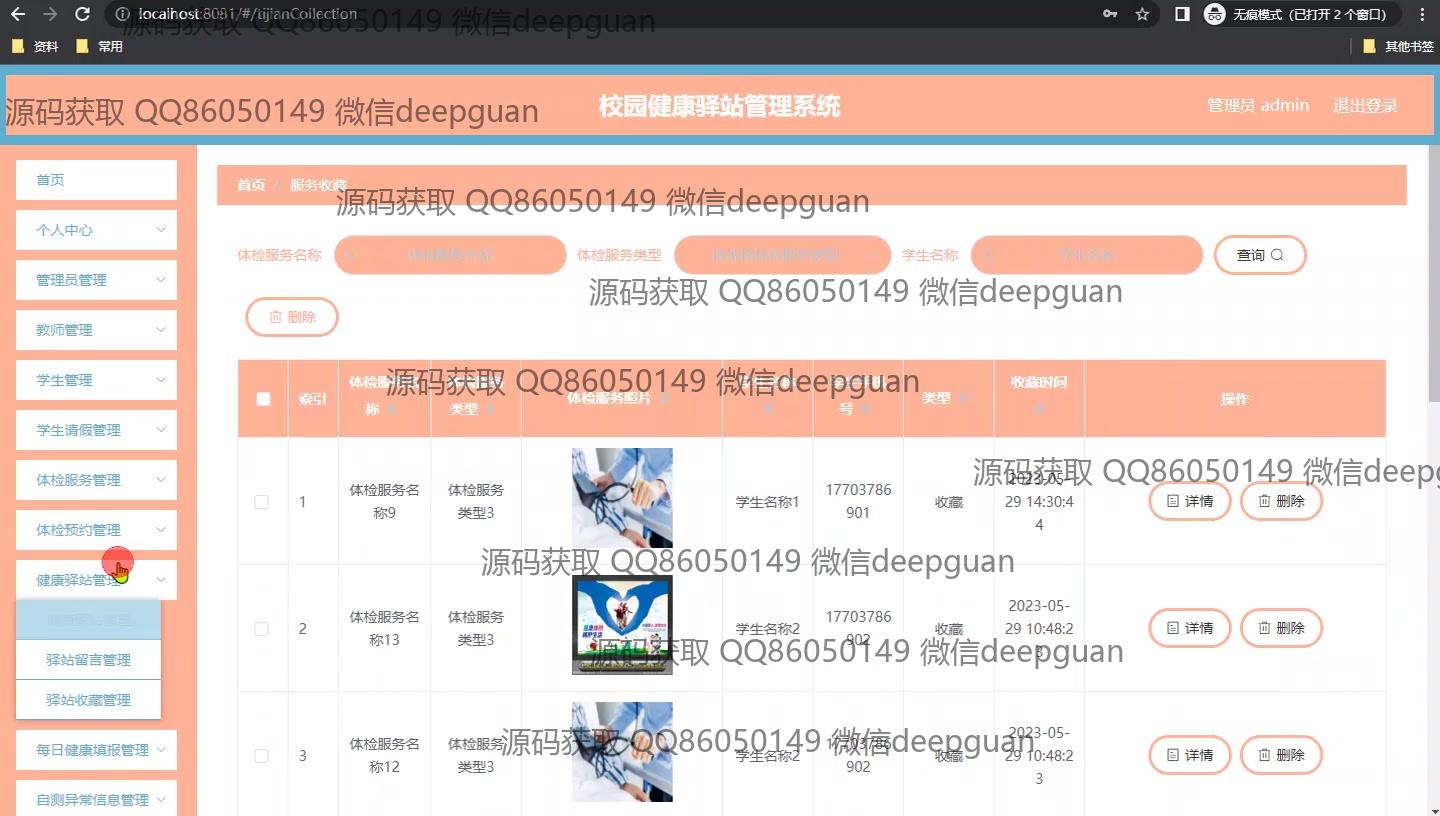 localhost:8081/#/tijianCollection
无痕模式（已打开 2 个窗口）
资料
常用
其他书签
源码获取 QQ86050149 微信deepguan
校园健康驿站管理系统
管理员 admin
退出登录
源码获取 QQ86050149 微信deepguan
首页
个人中心
管理员管理
教师管理
学生管理
学生请假管理
体检服务管理
体检预约管理
健康驿站管理
驿站留言管理
驿站收藏管理
每日健康填报管理
自测异常信息管理
首页 / 服务收藏
源码获取 QQ86050149 微信deepguan
体检服务名称
体检服务类型
学生名称
学生名称
查询
源码获取 QQ86050149 微信deepguan
删除
源码获取 QQ86050149 微信deepguan
索引
体检服务名称
类型
体检服务照片
号
类型
收藏时间
操作
源码获取 QQ86050149 微信deepg
1
体检服务名称9
体检服务类型3
学生名称1
17703786901
收藏
2023-05-29 14:30:44
详情
删除
源码获取 QQ86050149 微信deepguan
2
体检服务名称13
体检服务类型3
学生名称2
17703786902
收藏
2023-05-29 10:48:23
详情
删除
源码获取 QQ86050149 微信deepguan
3
体检服务名称12
体检服务类型3
学生名称2
17703786902
收藏
2023-05-29 10:48:23
详情
删除
源码获取 QQ86050149 微信deepguan